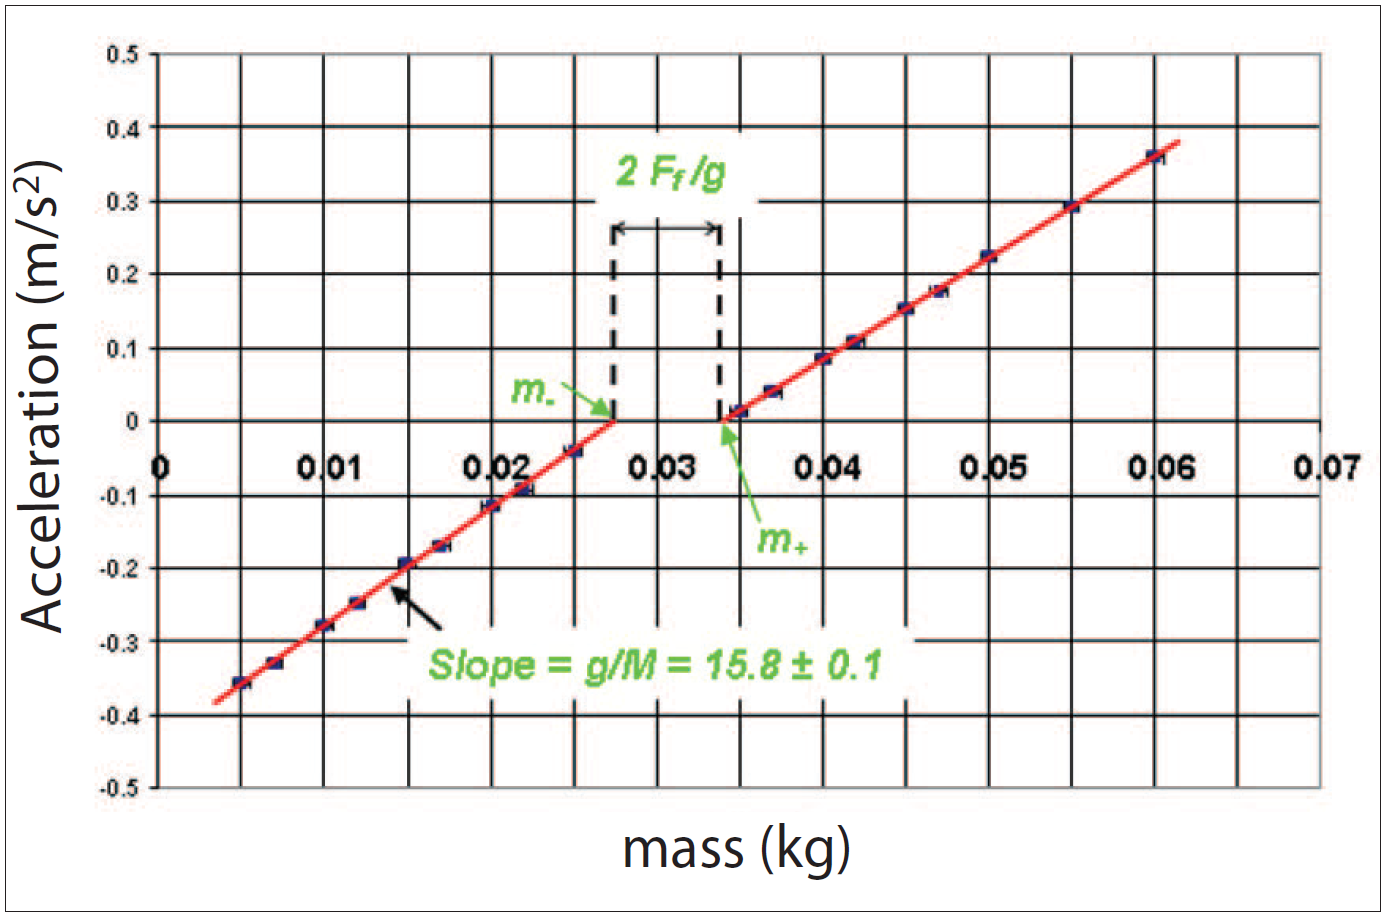 0.5
0.4
0.3
0.2
0.1
0
-0.1
-0.2
-0.3
-0.4
-0.5
Acceleration (m/s²)
2 Ff /g
m-
m+
0 0.01 0.02 0.03 0.04 0.05 0.06 0.07
Slope = g/M = 15.8 ± 0.1
mass (kg)